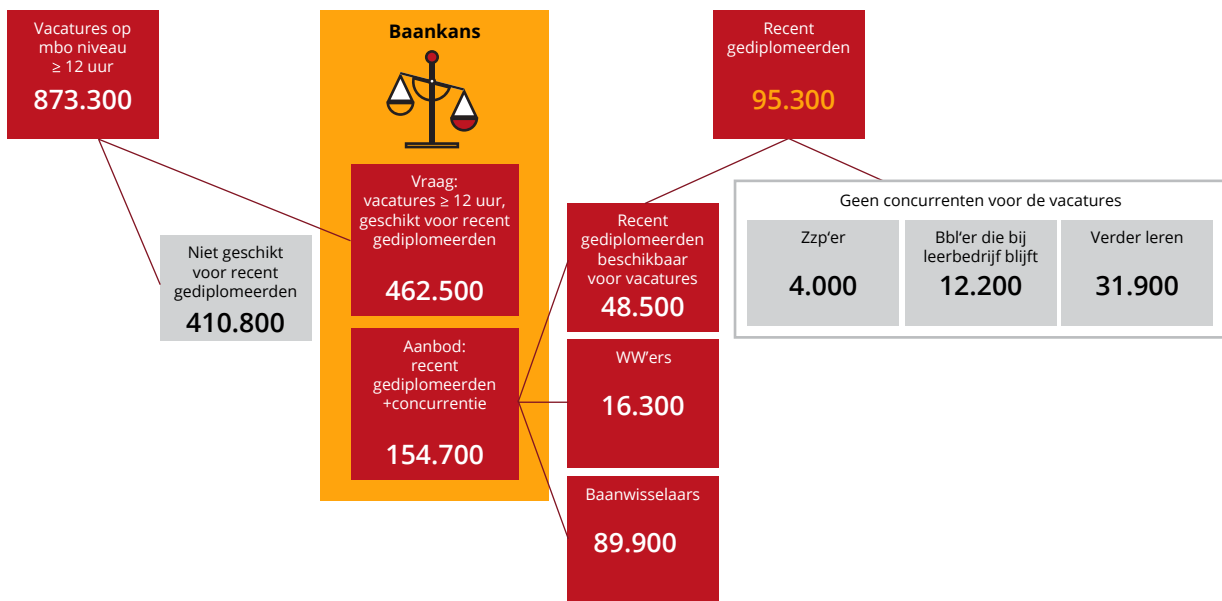 Vacatures op
mbo niveau
≥ 12 uur
873.300
Niet geschikt
voor recent
gediplomeerden
410.800
Baankans
Vraag:
vacatures ≥ 12 uur,
geschikt voor recent
gediplomeerden
462.500
Aanbod:
recent
gediplomeerden
+concurrentie
154.700
Recent
gediplomeerden
95.300
Recent
gediplomeerden
beschikbaar
voor vacatures
48.500
WW'ers
16.300
Baanwisselaars
89.900
Geen concurrenten voor de vacatures
Zzp'er
4.000
Bbl'er die bij
leerbedrijf blijft
12.200
Verder leren
31.900